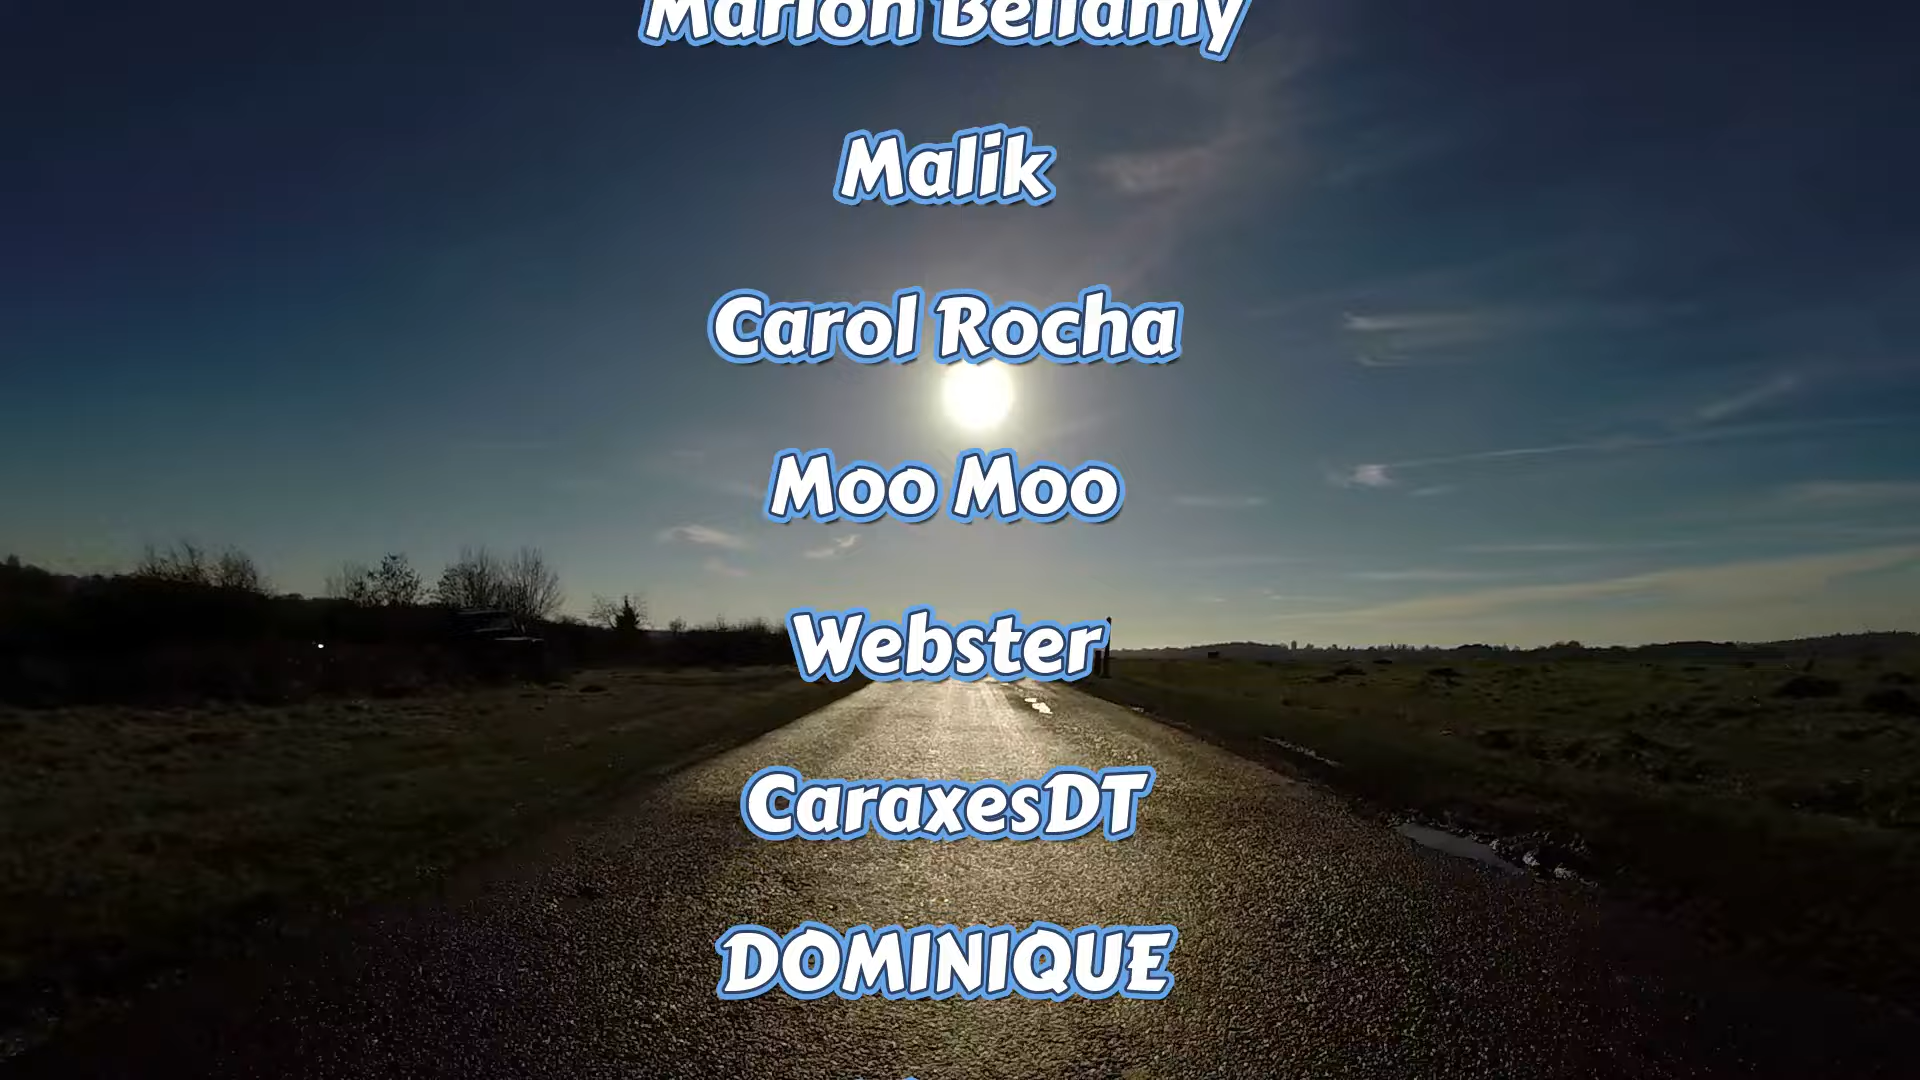 Marion Bellamy
Malik
Carol Rocha
Moo Moo
Webster
CaraxesDT
DOMINIQUE